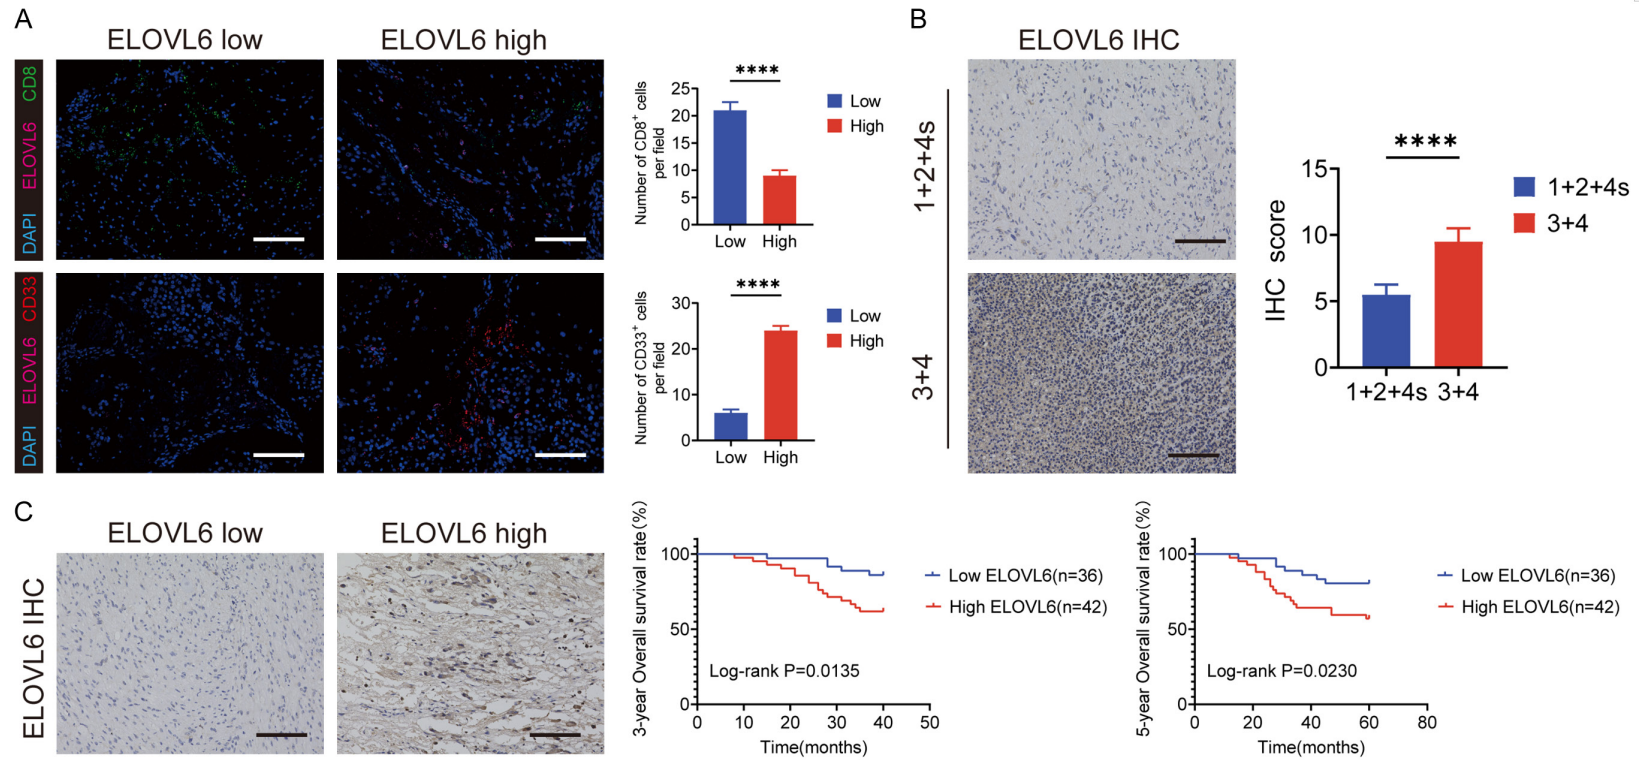 A
ELOVL6 low
ELOVL6 high
DAPI ELOVL6 CD8
DAPI ELOVL6 CD33
****
Number of CD8+ cells
per field
25
20
15
10
5
0
Low High
Low
High
****
Number of CD33+ cells
per field
30
20
10
0
Low High
Low
High
B
ELOVL6 IHC
1+2+4s
3+4
****
IHC score
15
10
5
0
1+2+4s 3+4
1+2+4s
3+4
C
ELOVL6 IHC
ELOVL6 low
ELOVL6 high
3-year Overall survival rate(%)
100
50
0
0 10 20 30 40 50
Time(months)
Log-rank P=0.0135
Low ELOVL6(n=36)
High ELOVL6(n=42)
5-year Overall survival rate(%)
100
50
0
0 20 40 60 80
Time(months)
Log-rank P=0.0230
Low ELOVL6(n=36)
High ELOVL6(n=42)